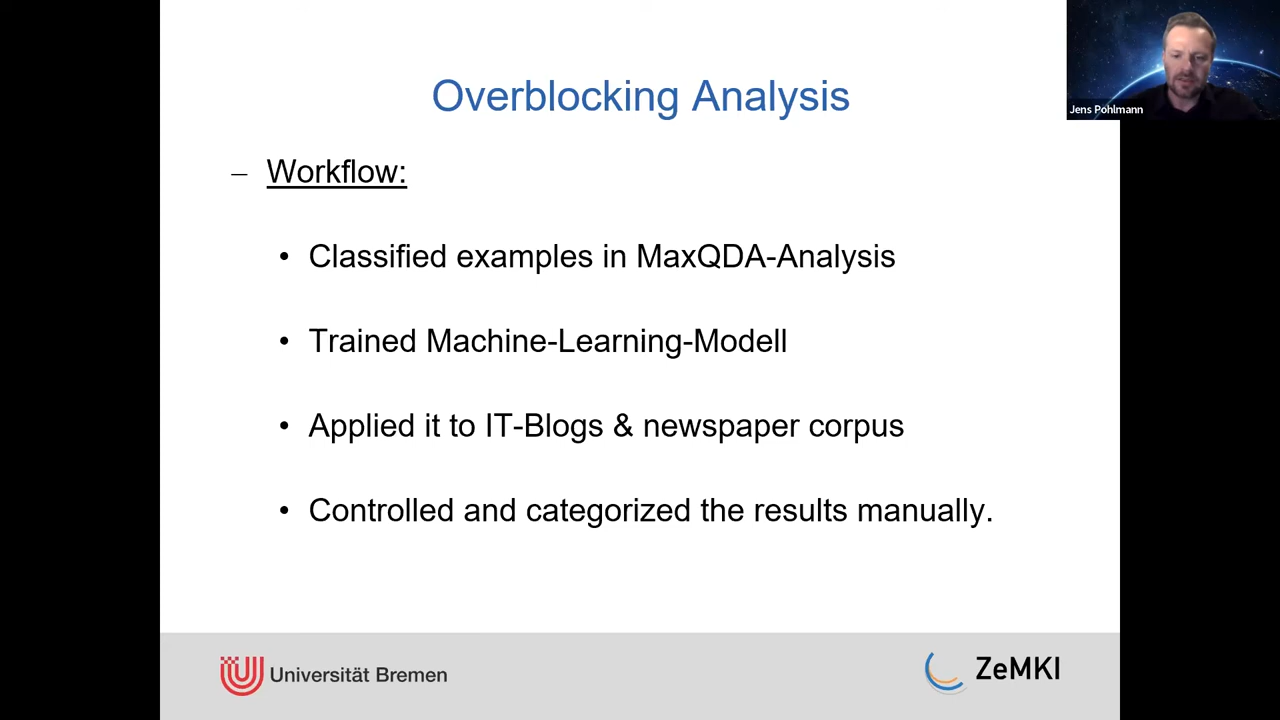 Overblocking Analysis
Jens Pohlmann
– Workflow:
• Classified examples in MaxQDA-Analysis
• Trained Machine-Learning-Modell
• Applied it to IT-Blogs & newspaper corpus
• Controlled and categorized the results manually.
Universität Bremen
ZeMKI